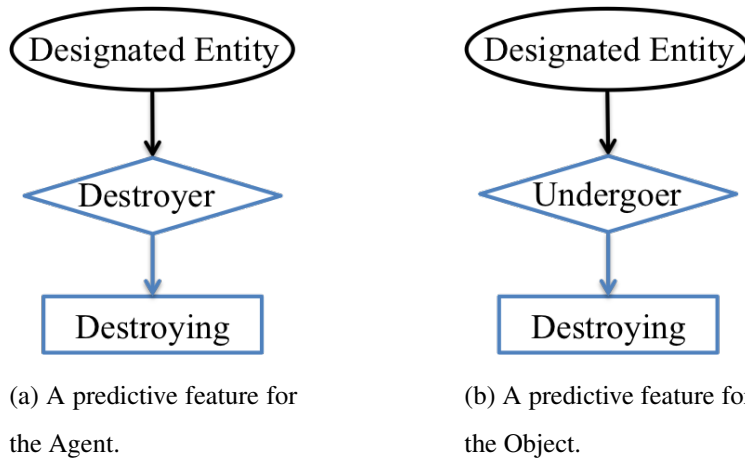 Designated Entity
Destroyer
Destroying
(a) A predictive feature for
the Agent.
Designated Entity
Undergoer
Destroying
(b) A predictive feature fo
the Object.